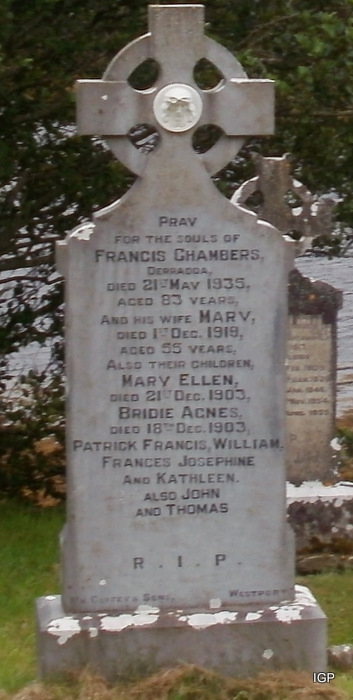 PRAY
FOR THE SOULS OF
FRANCIS CHAMBERS,
DERRADDA,
DIED 21ST MAY 1935,
AGED 83 YEARS,
AND HIS WIFE MARY,
DIED 1ST DEC. 1919,
AGED 55 YEARS,
ALSO THEIR CHILDREN,
MARY ELLEN,
DIED 21ST DEC. 1903,
BRIDIE AGNES,
DIED 18TH DEC. 1903,
PATRICK FRANCIS, WILLIAM,
FRANCES JOSEPHINE
AND KATHLEEN.
ALSO JOHN
AND THOMAS
R. I. P.
& SONS, WESTPORT
IGP